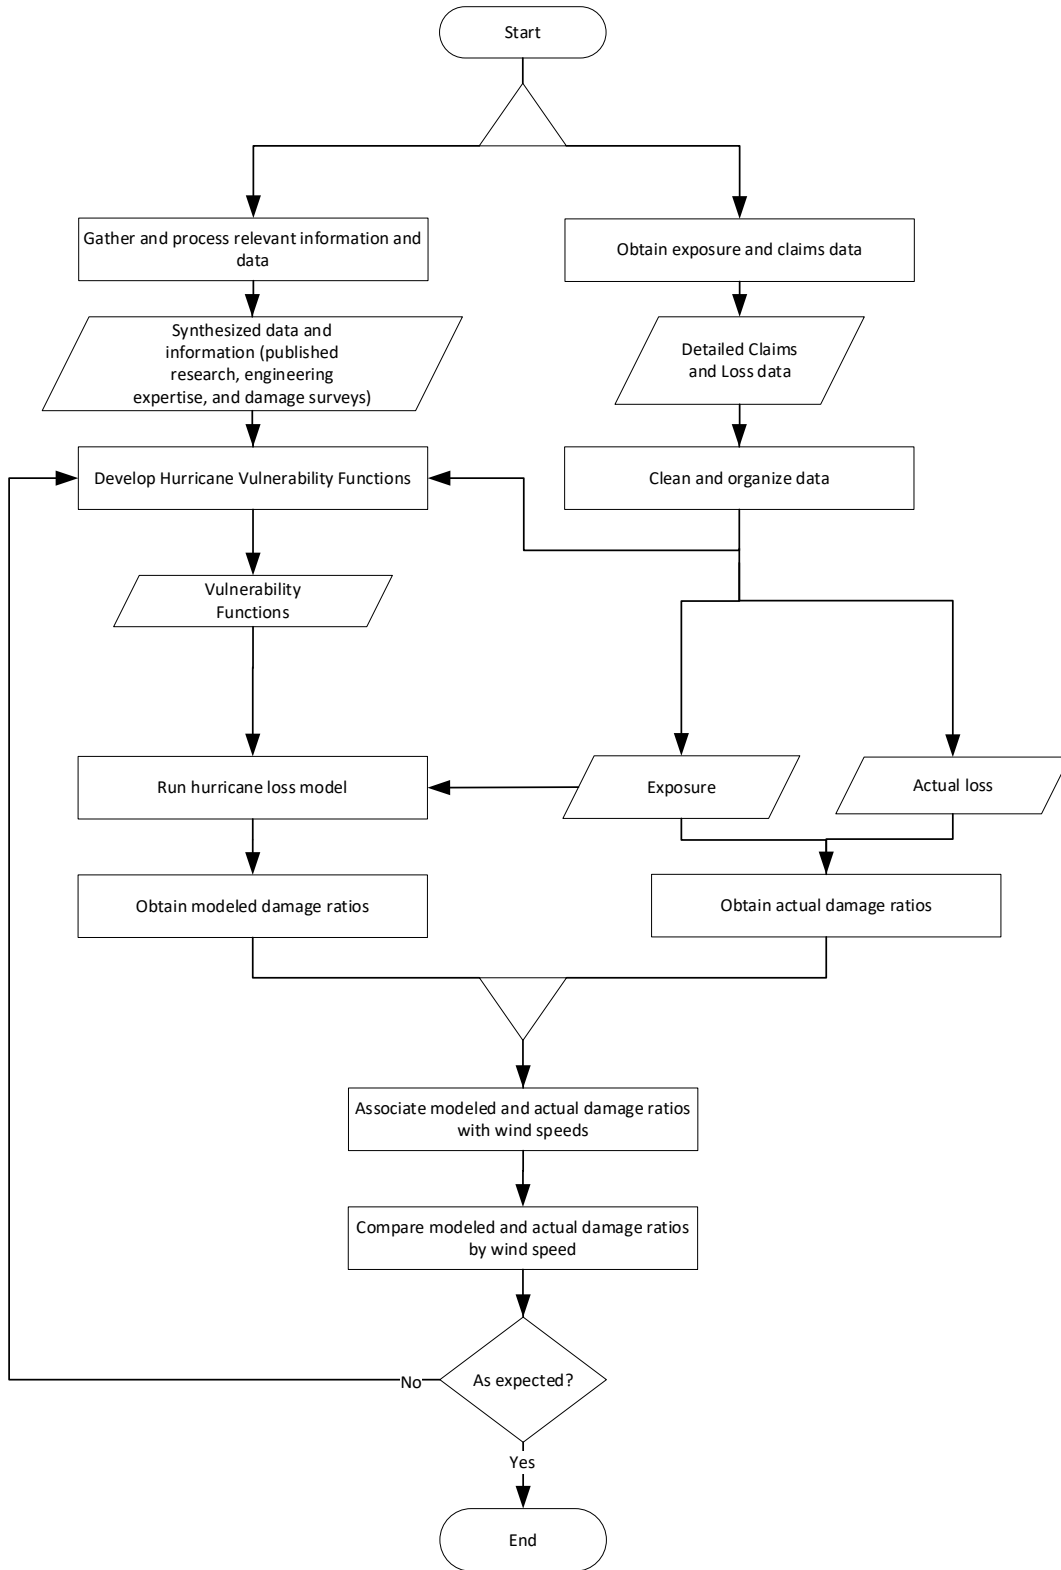 Start
Gather and process relevant information and
data
Obtain exposure and claims data
Synthesized data and
information (published
research, engineering
expertise, and damage surveys)
Detailed Claims
and Loss data
Develop Hurricane Vulnerability Functions
Clean and organize data
Vulnerability
Functions
Run hurricane loss model
Exposure
Actual loss
Obtain modeled damage ratios
Obtain actual damage ratios
Associate modeled and actual damage ratios
with wind speeds
Compare modeled and actual damage ratios
by wind speed
As expected?
No
Yes
End